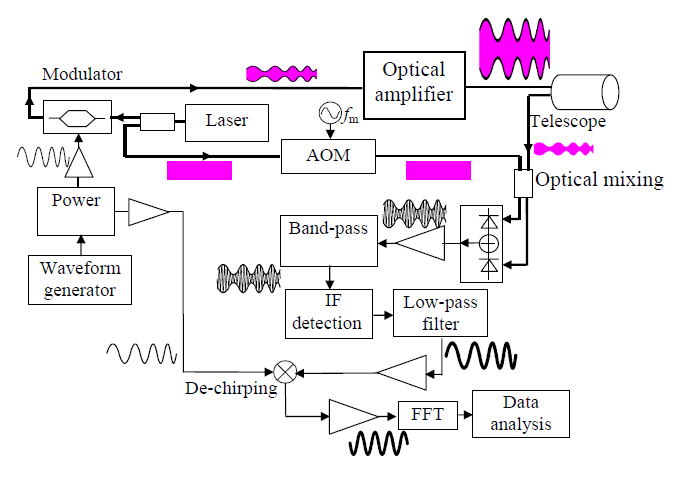 Modulator
Optical
amplifier
Telescope
Laser
fm
AOM
Optical mixing
Power
Band-pass
Waveform
generator
IF
detection
Low-pass
filter
De-chirping
FFT
Data
analysis